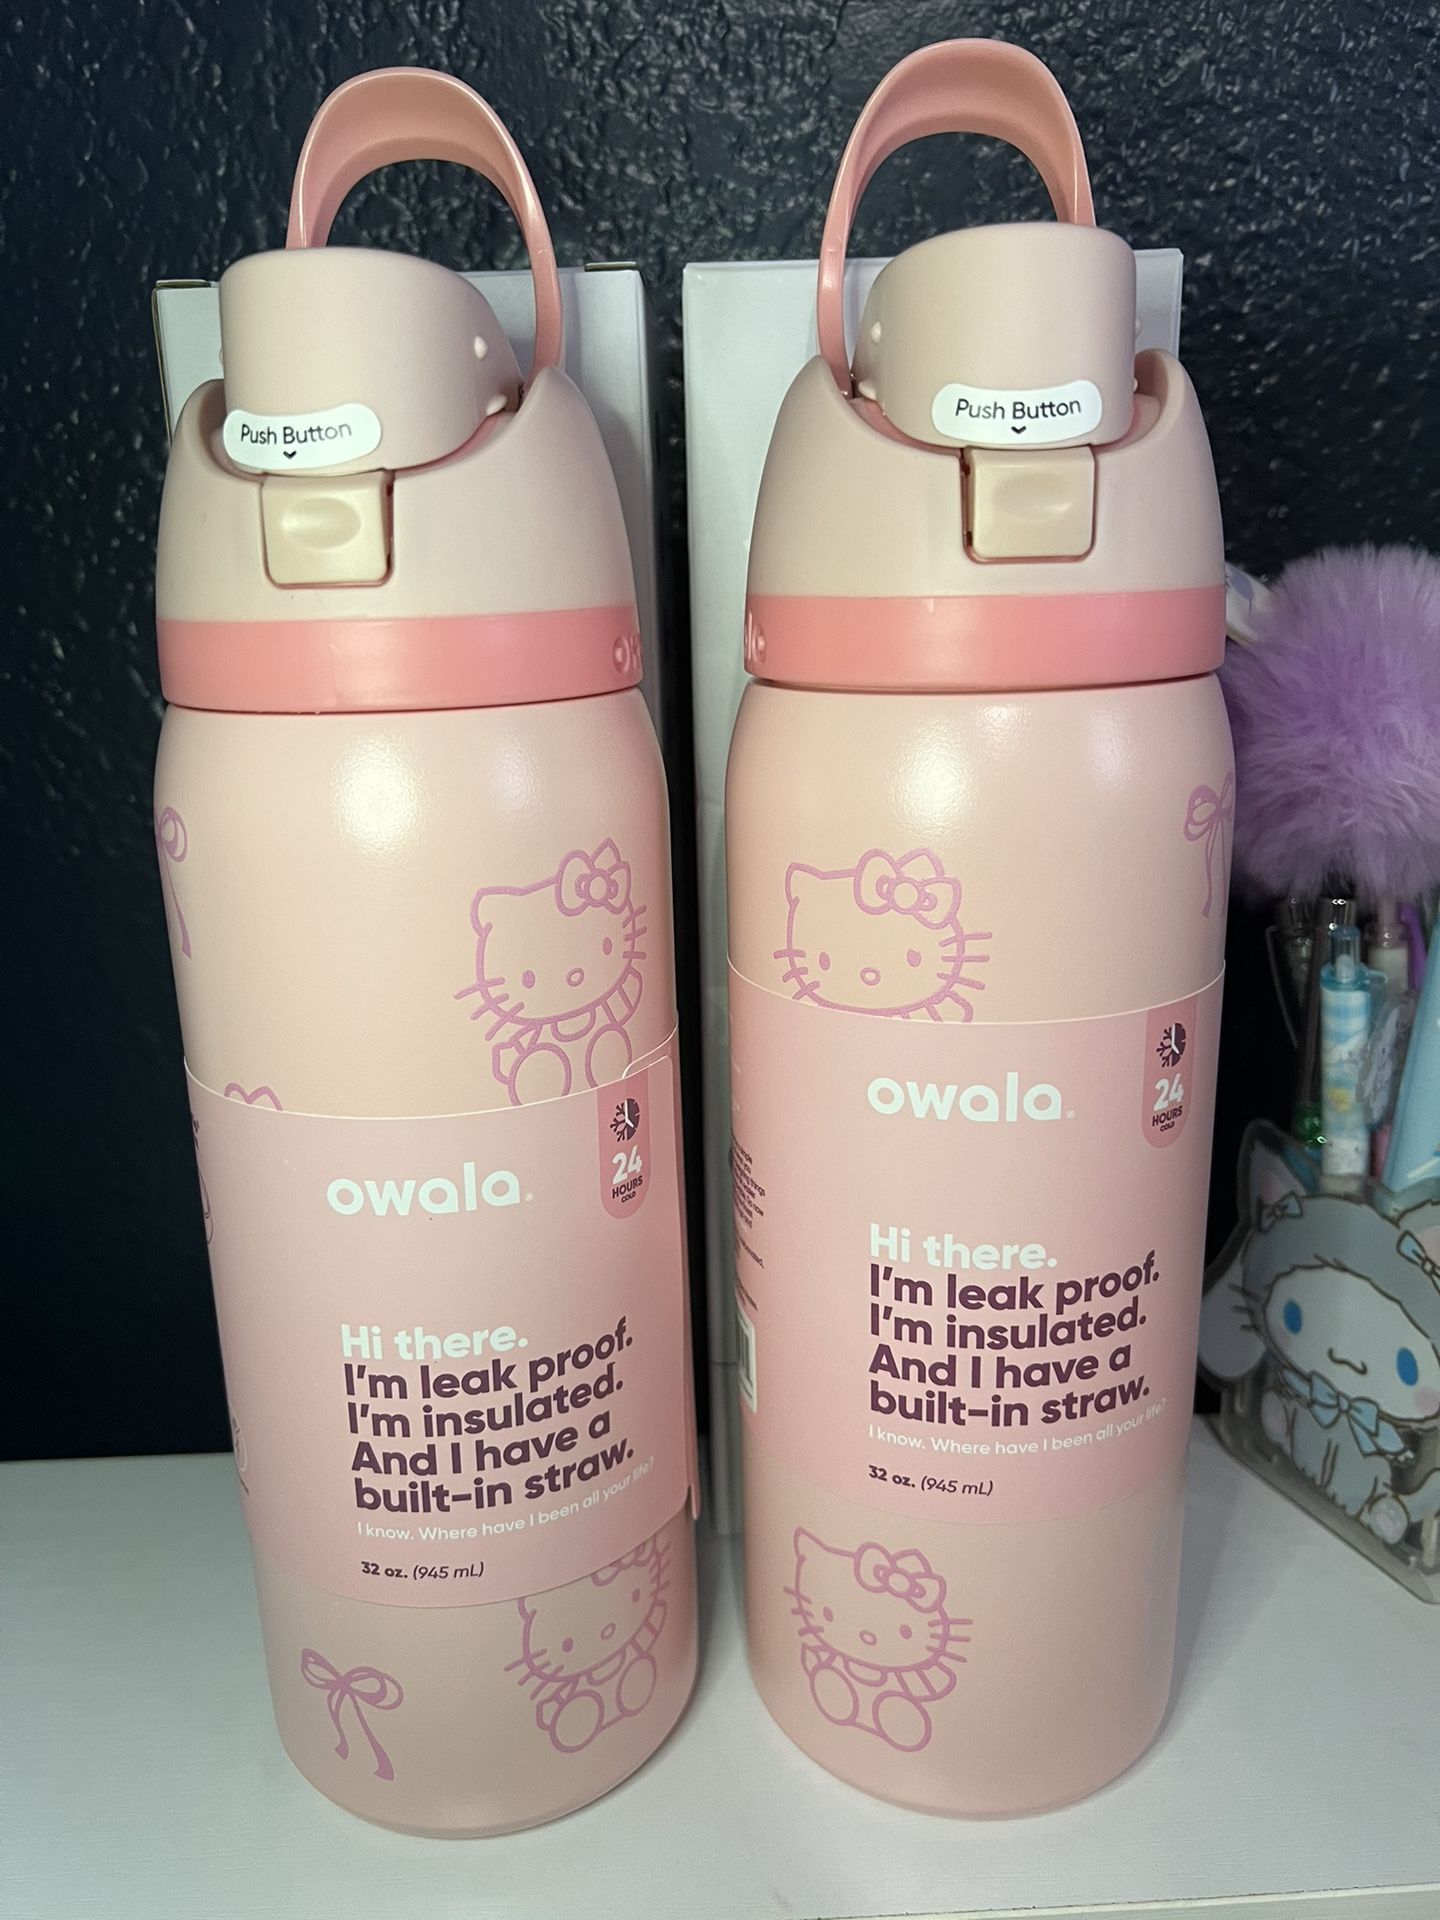 Push Button
owala
24
HOURS
COLD
Hi there.
I'm leak proof.
I'm insulated.
And I have a
built-in straw.
I know. Where have I been all your life?
32 oz. (945 mL)
Push Button
owala
24
HOURS
COLD
Hi there.
I'm leak proof.
I'm insulated.
And I have a
built-in straw.
I know. Where have I been all your life?
32 oz. (945 mL)